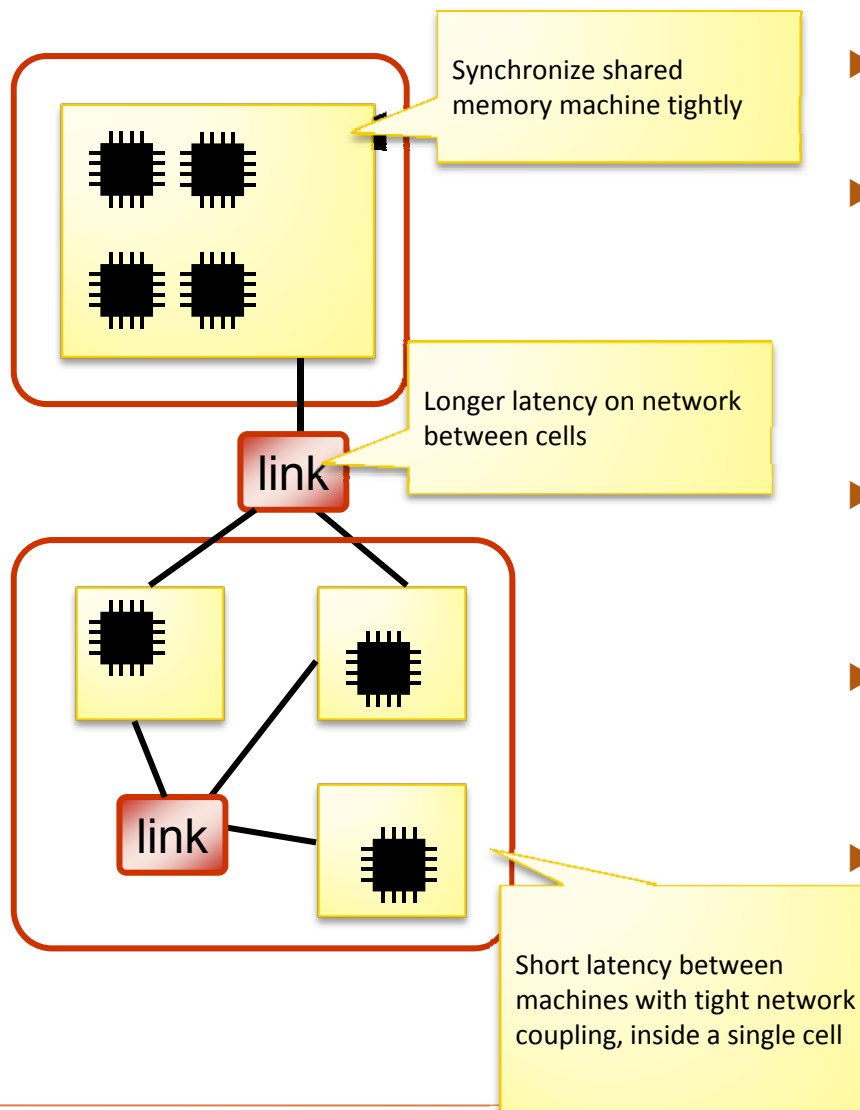 Synchronize shared
memory machine tightly
Longer latency on network
between cells
link
link
Short latency between
machines with tight network
coupling, inside a single cell